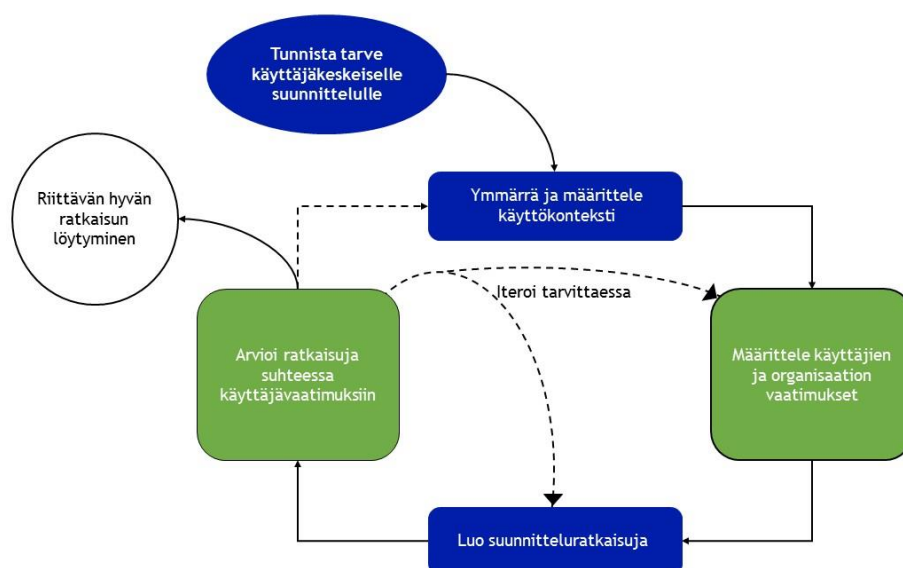 Tunnista tarve
käyttäjäkeskeiselle
suunnittelulle
Riittävän hyvän
ratkaisun
löytyminen
Ymmärrä ja määrittele
käyttökonteksti
Iteroi tarvittaessa
Arvioi ratkaisuja
suhteessa
käyttäjävaatimuksiin
Määrittele käyttäjien
ja organisaation
vaatimukset
Luo suunnitteluratkaisuja